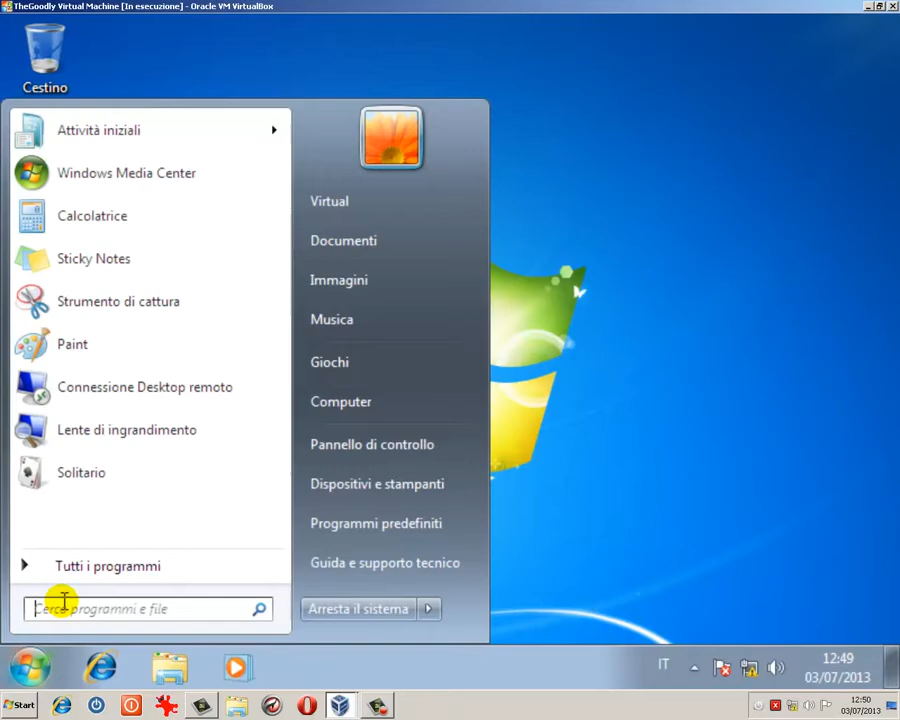 TheGoodly Virtual Machine [In esecuzione] - Oracle VM VirtualBox
Cestino
Attività iniziali
Windows Media Center
Calcolatrice
Sticky Notes
Strumento di cattura
Paint
Connessione Desktop remoto
Lente di ingrandimento
Solitario
Tutti i programmi
Cerca programmi e file
Virtual
Documenti
Immagini
Musica
Giochi
Computer
Pannello di controllo
Dispositivi e stampanti
Programmi predefiniti
Guida e supporto tecnico
Arresta il sistema
IT
12:49
03/07/2013
Start
12:50
03/07/2013